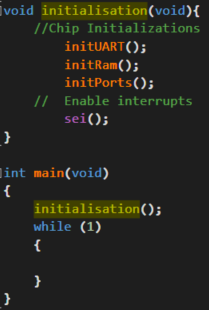 void initialisation(void){
//Chip Initializations
initUART();
initRam();
initPorts();
// Enable interrupts
sei();
}
int main(void)
{
initialisation();
while (1)
{
}
}